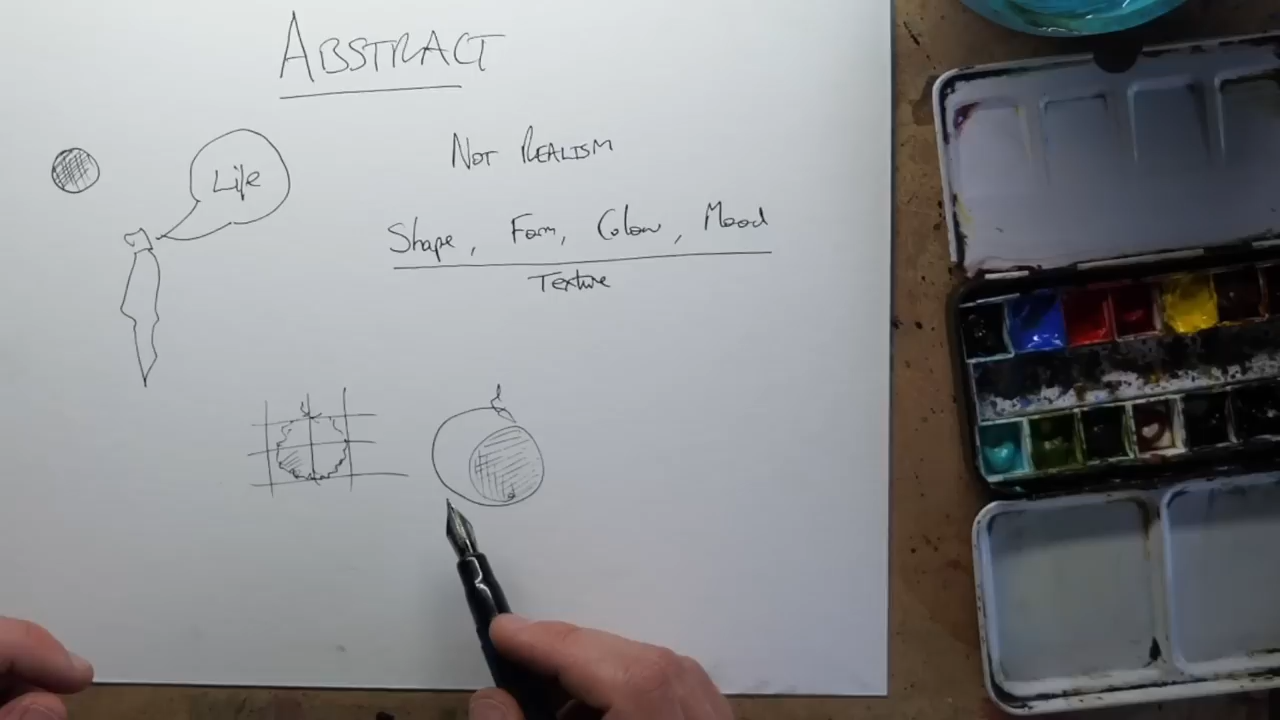 ABSTRACT
Life
NOT REALISM
Shape, Form, Colour, Mood
Texture